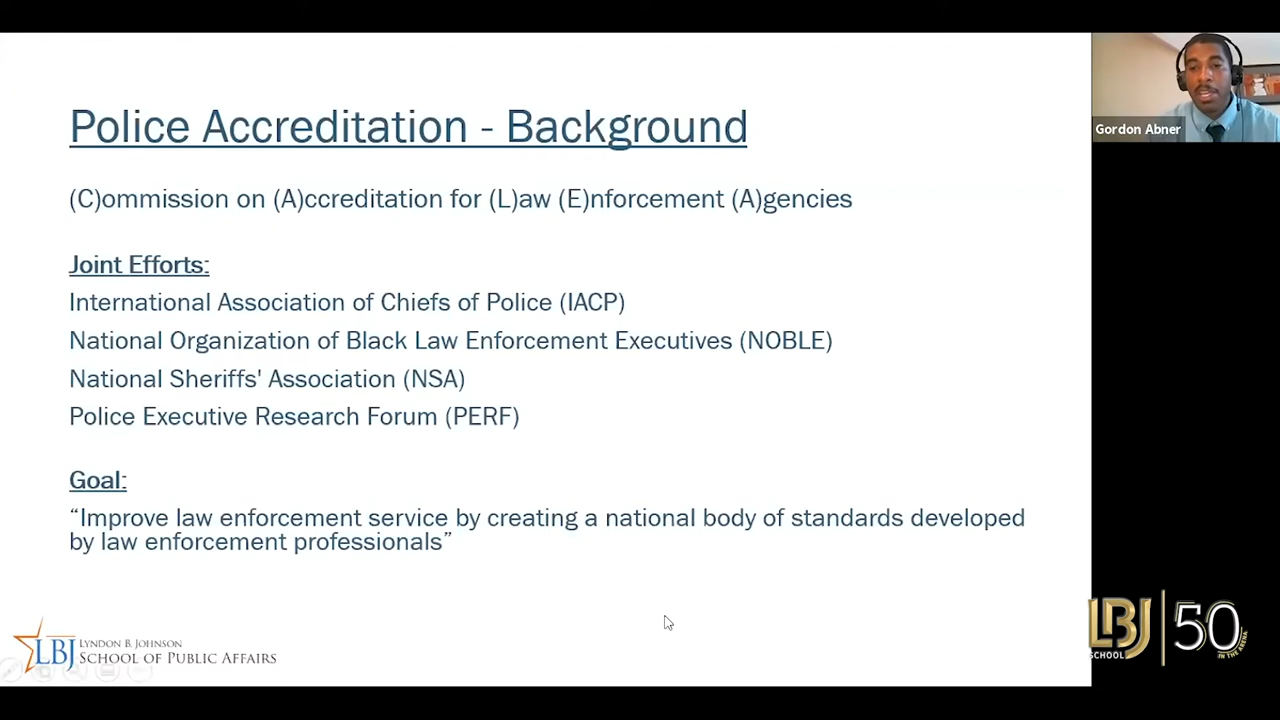 Police Accreditation - Background
(C)ommission on (A)ccreditation for (L)aw (E)nforcement (A)gencies
Joint Efforts:
International Association of Chiefs of Police (IACP)
National Organization of Black Law Enforcement Executives (NOBLE)
National Sheriffs' Association (NSA)
Police Executive Research Forum (PERF)
Goal:
“Improve law enforcement service by creating a national body of standards developed
by law enforcement professionals”
LBJ
LYNDON B. JOHNSON
SCHOOL OF PUBLIC AFFAIRS
Gordon Abner
LBJ
SCHOOL
50
IN THE ARENA